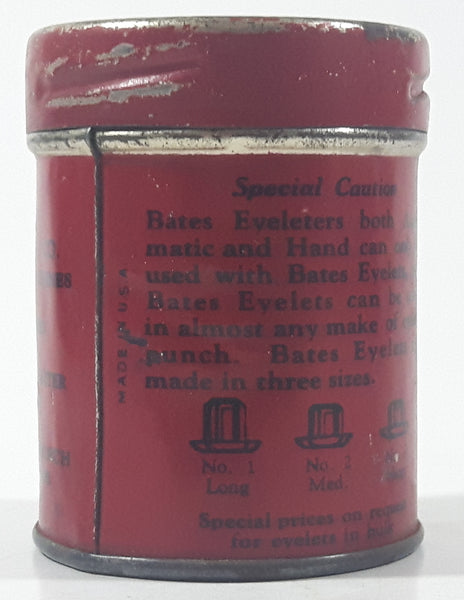 Special Caution
Bates Eyeleters both
matic and Hand can
used with Bates Eyelets
Bates Eyelets can be
in almost any make of
punch. Bates Eyelets
made in three sizes.
No. 1 No. 2
Long Med.
Special prices on request
for eyelets in bulk
MADE USA